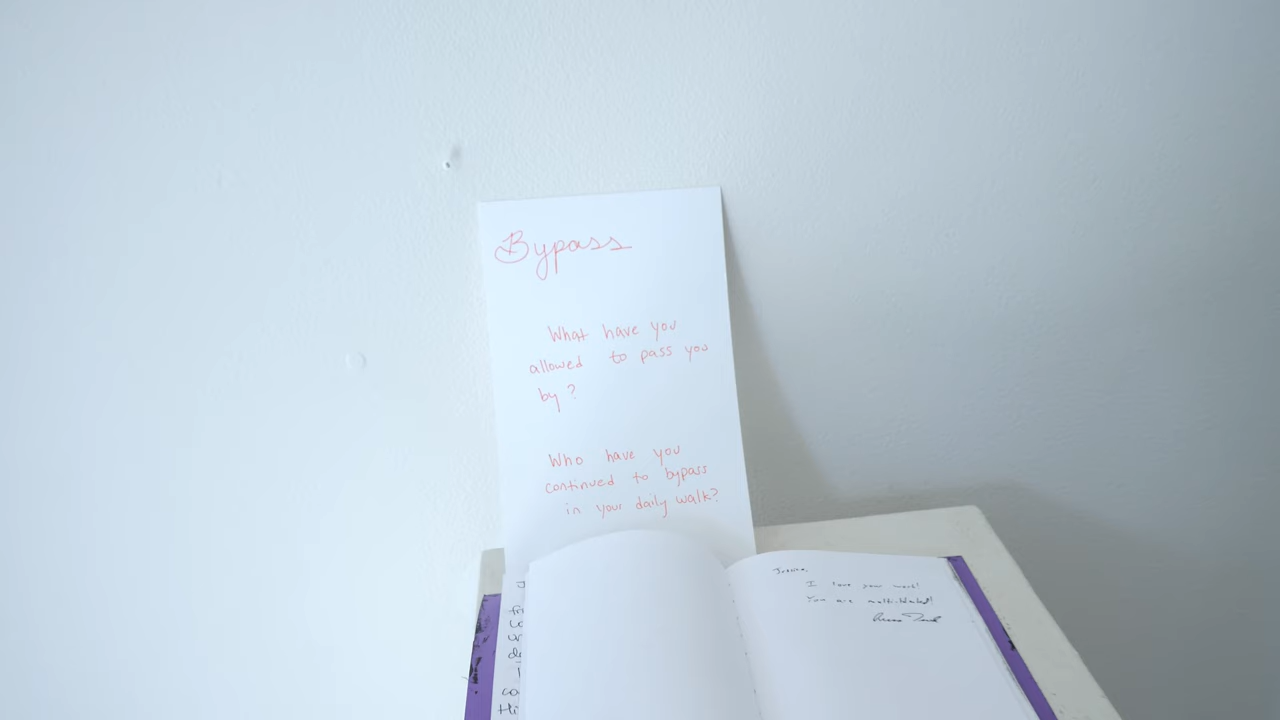 Bypass
What have you
allowed to pass you
by?
Who have you
continued to bypass
in your daily walk?
I love your work!
You are multi-talented!